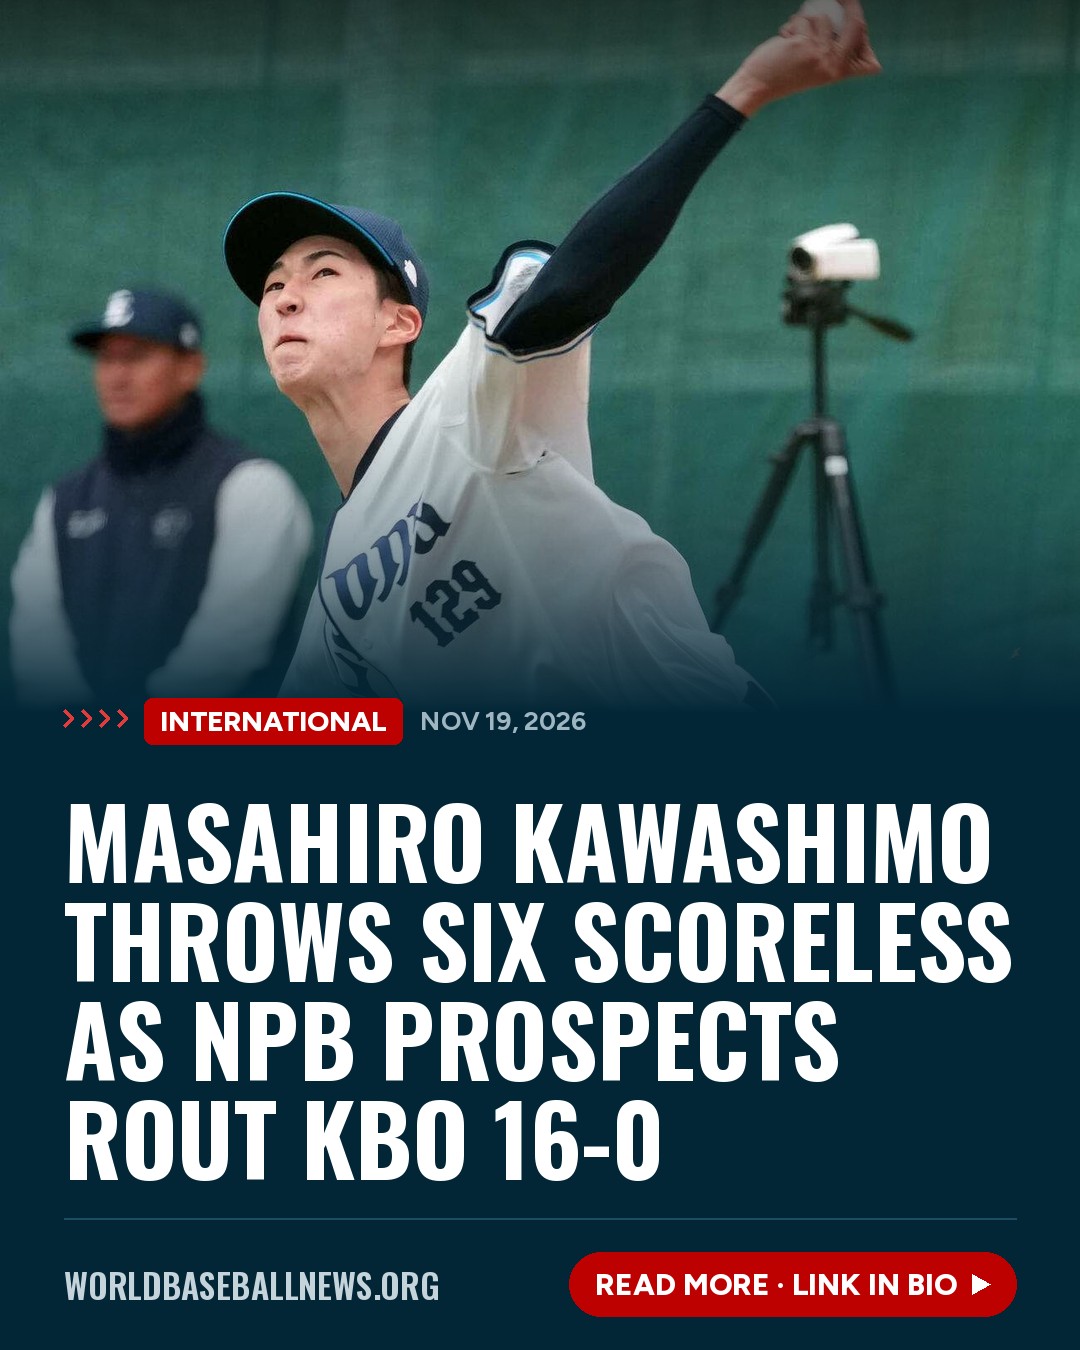 129
INTERNATIONAL NOV 19, 2026
MASAHIRO KAWASHIMO
THROWS SIX SCORELESS
AS NPB PROSPECTS
ROUT KBO 16-0
WORLDBASEBALLNEWS.ORG
READ MORE · LINK IN BIO